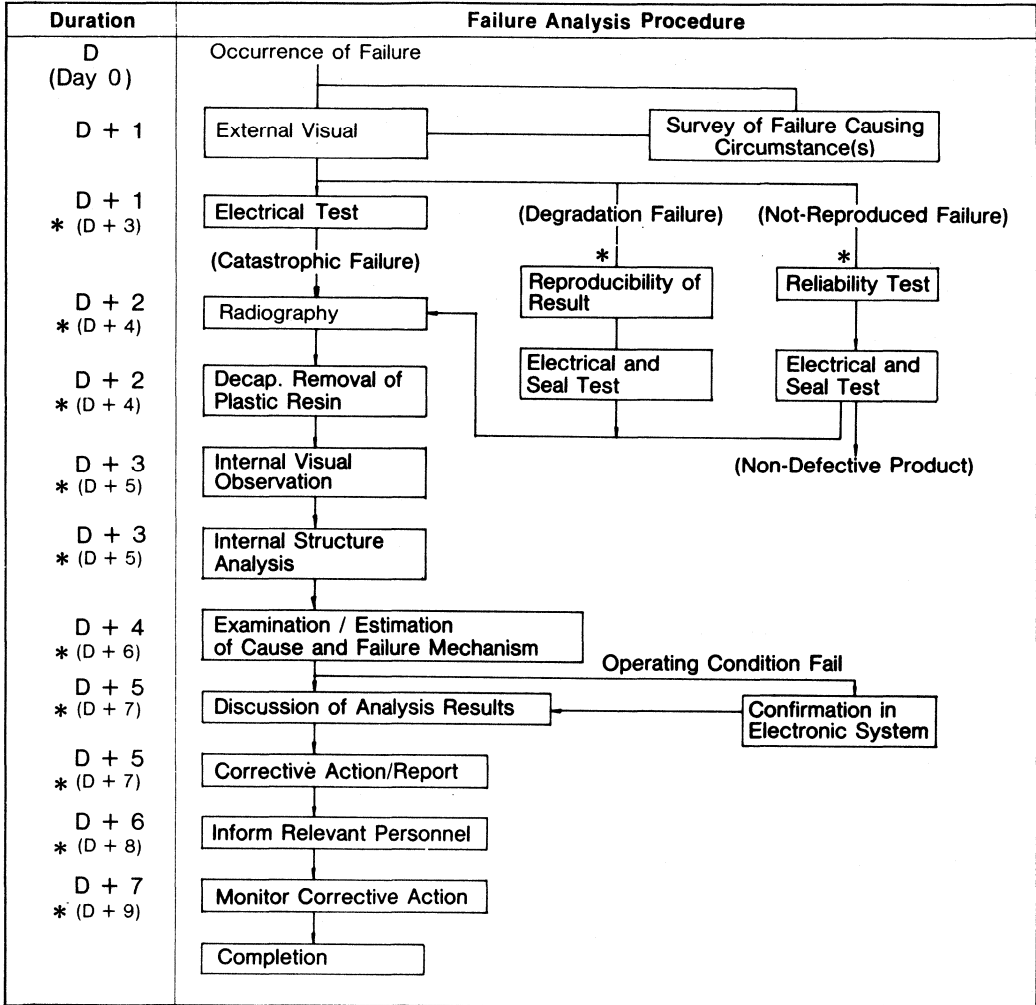 Duration
Failure Analysis Procedure
D
(Day 0)
Occurrence of Failure
D + 1
External Visual
Survey of Failure Causing
Circumstance(s)
D + 1
* (D + 3)
Electrical Test
(Degradation Failure)
(Not-Reproduced Failure)
(Catastrophic Failure)
*
*
Reproducibility of
Result
Reliability Test
D + 2
* (D + 4)
Radiography
D + 2
* (D + 4)
Decap. Removal of
Plastic Resin
Electrical and
Seal Test
Electrical and
Seal Test
(Non-Defective Product)
D + 3
* (D + 5)
Internal Visual
Observation
D + 3
* (D + 5)
Internal Structure
Analysis
D + 4
* (D + 6)
Examination / Estimation
of Cause and Failure Mechanism
Operating Condition Fail
D + 5
* (D + 7)
Discussion of Analysis Results
Confirmation in
Electronic System
D + 5
* (D + 7)
Corrective Action/Report
D + 6
* (D + 8)
Inform Relevant Personnel
D + 7
* (D + 9)
Monitor Corrective Action
Completion